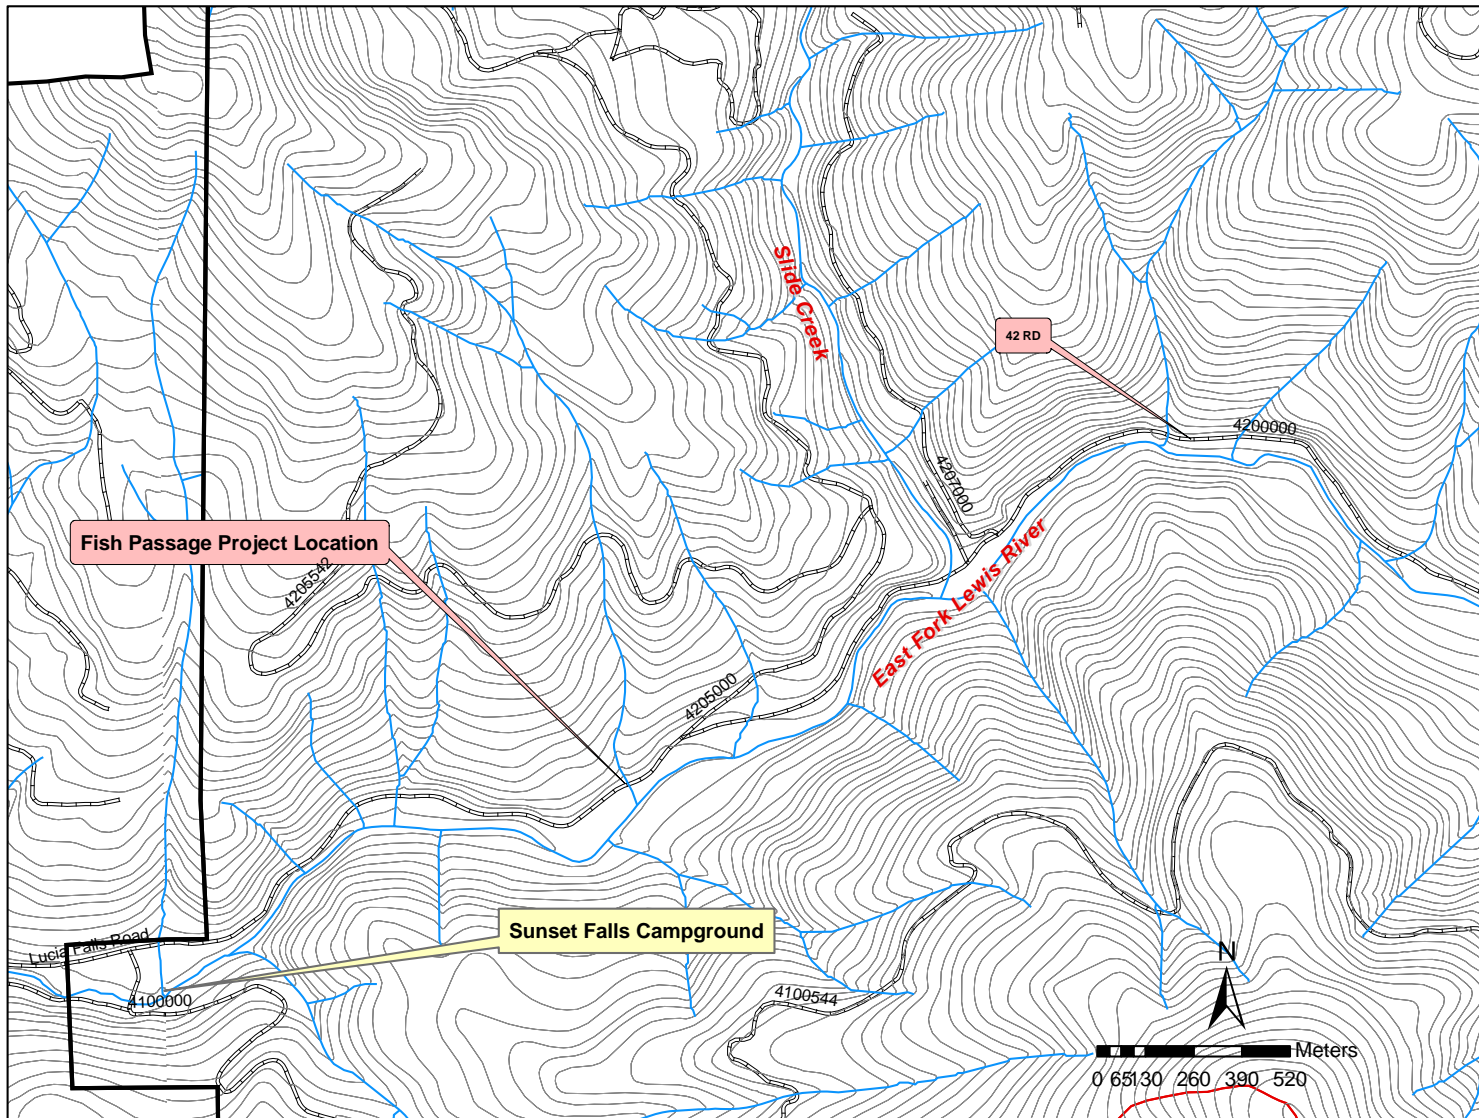 Slide Creek
42 RD
4200000
4207000
Fish Passage Project Location
4205542
East Fork Lewis River
4205000
Sunset Falls Campground
Lucia Falls Road
4100000
4100544
N
Meters
0 65130 260 390 520